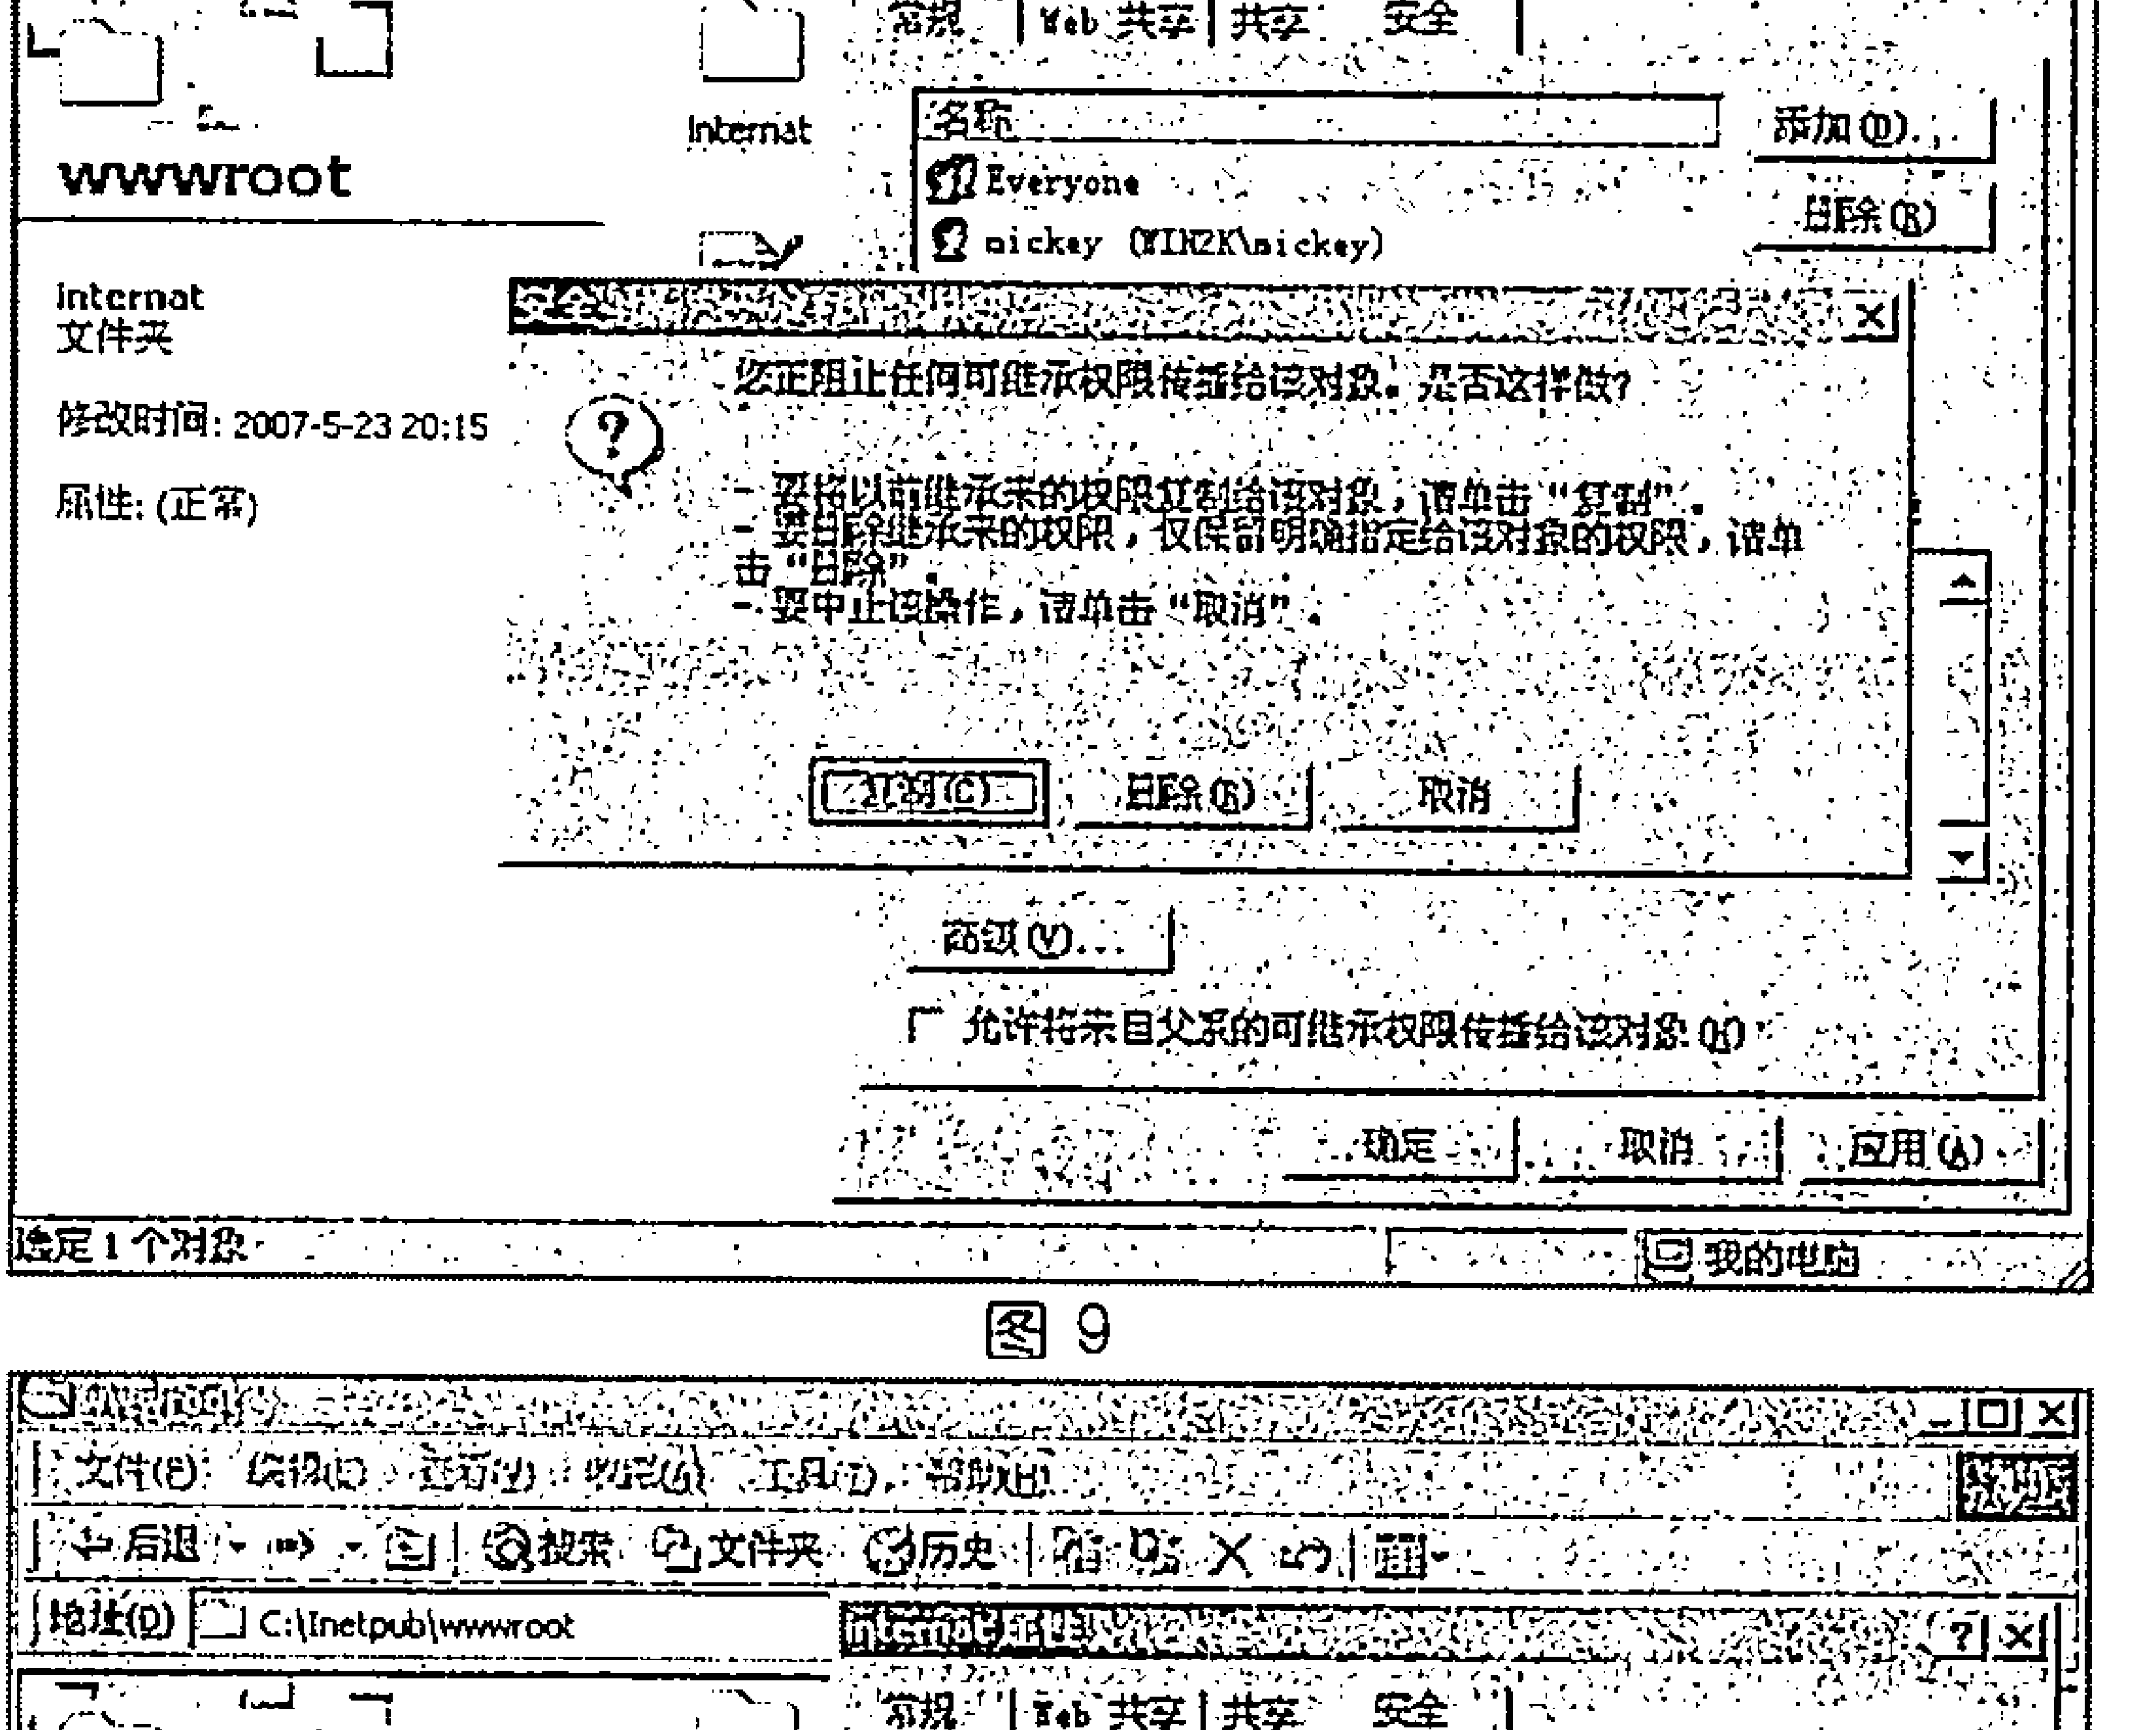 常规 Web 共享 共享 安全
名称
添加(D)...
Internat
wwwroot
Everyone
删除(R)
mickey (WIN2K\mickey)
Internat
文件夹
安全
您正阻止任何可继承权限传播给该对象。是否这样做?
修改时间: 2007-5-23 20:15
- 要将以前继承来的权限复制给该对象，请单击“复制”。
属性: (正常)
- 要删除继承来的权限，仅保留明确指定给该对象的权限，请单
击“删除”。
- 要中止该操作，请单击“取消”。
复制(C) 删除(R) 取消
高级(V)...
允许将来自父系的可继承权限传播给该对象(H)
确定 取消 应用(A)
选定 1 个对象
我的电脑
图 9
wwwroot
文件(F) 编辑(E) 查看(V) 收藏(A) 工具(T) 帮助(H)
后退 搜索 文件夹 历史
地址(D) C:\Inetpub\wwwroot
Internat 属性
常规 Web 共享 共享 安全